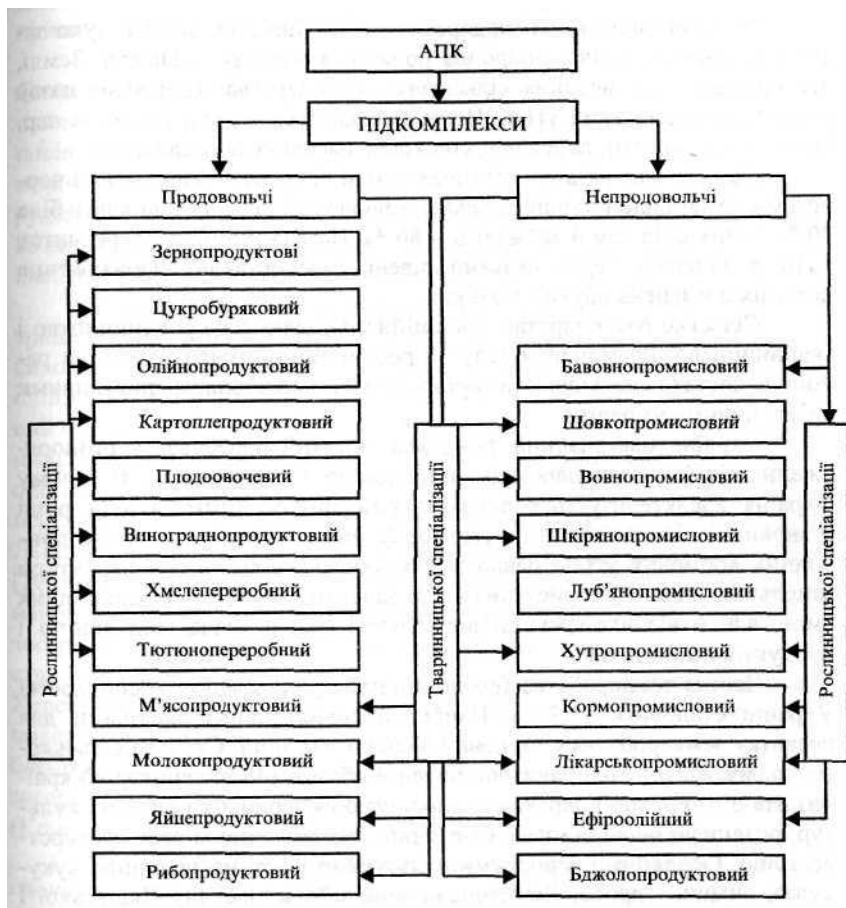 АПК
ПІДКОМПЛЕКСИ
Продовольчі
Непродовольчі
Зернопродуктові
Цукробуряковий
Олійнопродуктовий
Картоплепродуктовий
Плодоовочевий
Винограднопродуктовий
Хмелепереробний
Тютюнопереробний
М’ясопродуктовий
Молокопродуктовий
Яйцепродуктовий
Рибопродуктовий
Бавовнопромисловий
Шовкопромисловий
Вовнопромисловий
Шкірянопромисловий
Луб’янопромисловий
Хутропромисловий
Кормопромисловий
Лікарськопромисловий
Ефіроолійний
Бджолопродуктовий
Рослинницької спеціалізації
Тваринницької спеціалізації
Рослинницької спеціалізації